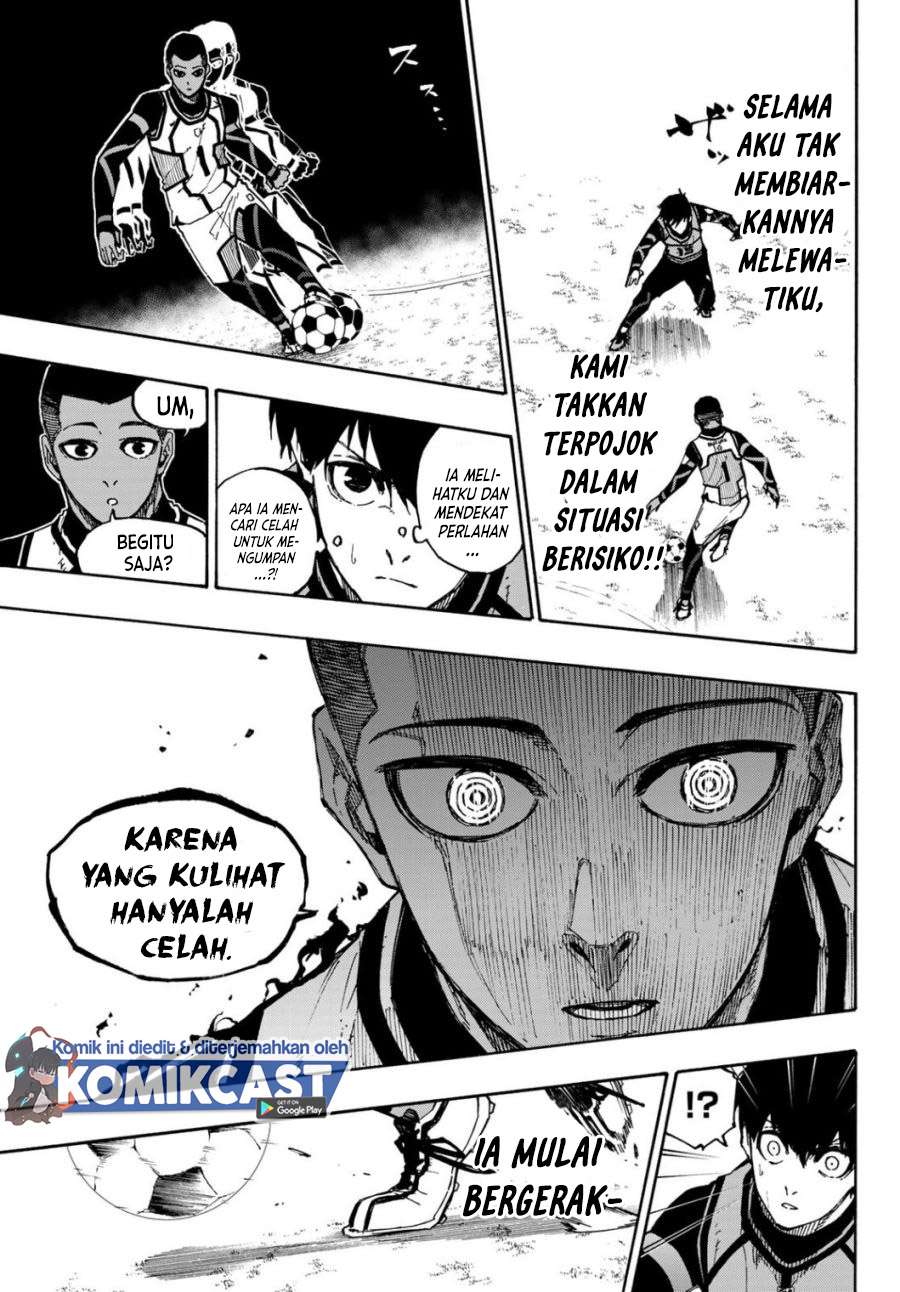 SELAMA
AKU TAK
MEMBIAR-
KANNYA
MELEWA-
TIKU,
KAMI
TAKKAN
TERPOJOK
DALAM
SITUASI
BERISIKO!!
ス
ス…
IA MELI-
HATKU DAN
MENDEKAT
PERLAHAN
...
APA IA MEN-
CARI CELAH
UNTUK ME-
NGUMPAN
...?!
UM,
BEGITU
SAJA?
KARENA
YANG KULIHAT
HANYALAH
CELAH.
Komik ini diedit & diterjemahkan oleh
KOMIKCAST
GET IT ON
Google Play
!?
IA MULAI
BERGERAK-